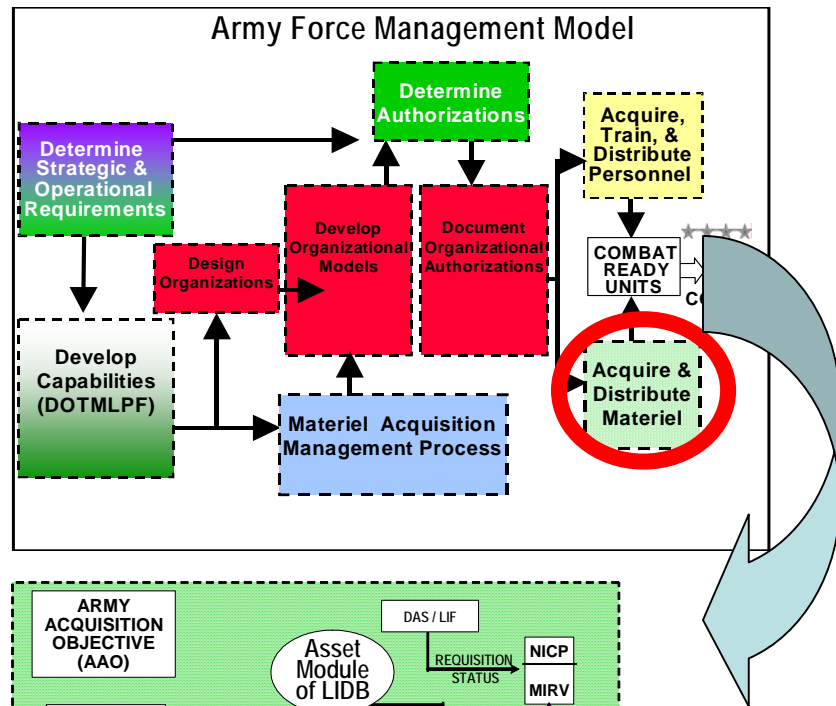 Army Force Management Model
Determine
Authorizations
Determine
Strategic &
Operational
Requirements
Acquire,
Train, &
Distribute
Personnel
Design
Organizations
Develop
Organizational
Models
Document
Organizational
Authorizations
COMBAT
READY
UNITS
Develop
Capabilities
(DOTMLPF)
Materiel Acquisition
Management Process
Acquire &
Distribute
Materiel
ARMY
ACQUISITION
OBJECTIVE
(AAO)
Asset
Module
of LIDB
DAS / LIF
REQUISITION
STATUS
NICP
MIRV